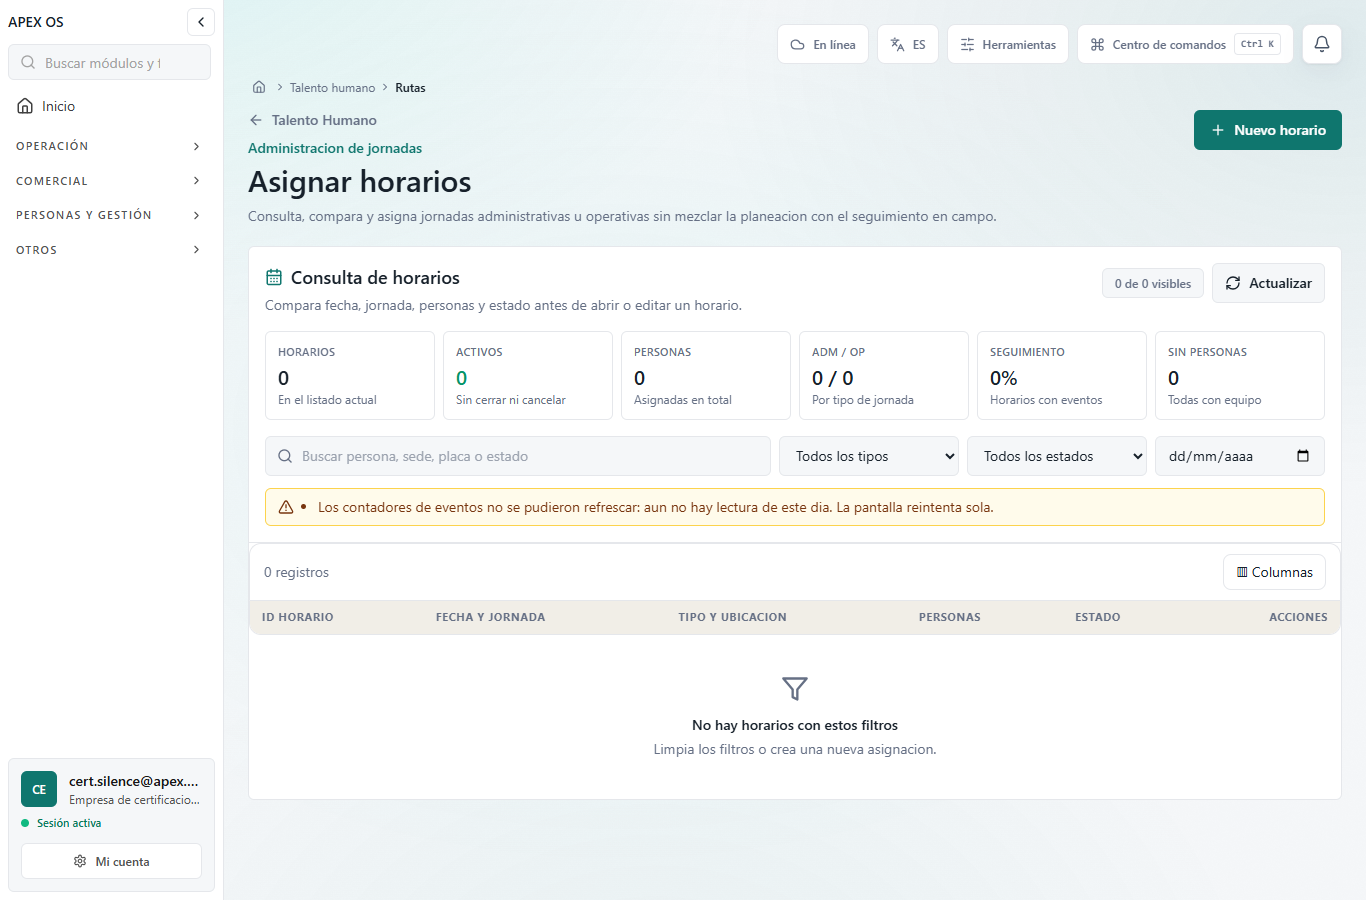 APEX OS
Buscar módulos y f
Inicio
OPERACIÓN
COMERCIAL
PERSONAS Y GESTIÓN
OTROS
CE
cert.silence@apex....
Empresa de certificacio...
Sesión activa
Mi cuenta
En línea
ES
Herramientas
Centro de comandos Ctrl K
Talento humano > Rutas
Talento Humano
Administracion de jornadas
Asignar horarios
Consulta, compara y asigna jornadas administrativas u operativas sin mezclar la planeacion con el seguimiento en campo.
+ Nuevo horario
Consulta de horarios
Compara fecha, jornada, personas y estado antes de abrir o editar un horario.
0 de 0 visibles
Actualizar
HORARIOS
0
En el listado actual
ACTIVOS
0
Sin cerrar ni cancelar
PERSONAS
0
Asignadas en total
ADM / OP
0 / 0
Por tipo de jornada
SEGUIMIENTO
0%
Horarios con eventos
SIN PERSONAS
0
Todas con equipo
Buscar persona, sede, placa o estado
Todos los tipos
Todos los estados
dd/mm/aaaa
• Los contadores de eventos no se pudieron refrescar: aun no hay lectura de este dia. La pantalla reintenta sola.
0 registros
Columnas
ID HORARIO FECHA Y JORNADA TIPO Y UBICACION PERSONAS ESTADO ACCIONES
No hay horarios con estos filtros
Limpia los filtros o crea una nueva asignacion.